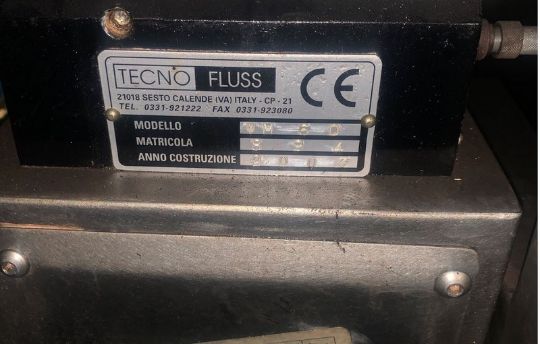 TECNO FLUSS
CE
21018 SESTO CALENDE (VA) ITALY - CP - 21
TEL. 0331-921222 FAX 0331-923080
MODELLO
MATRICOLA
ANNO COSTRUZIONE